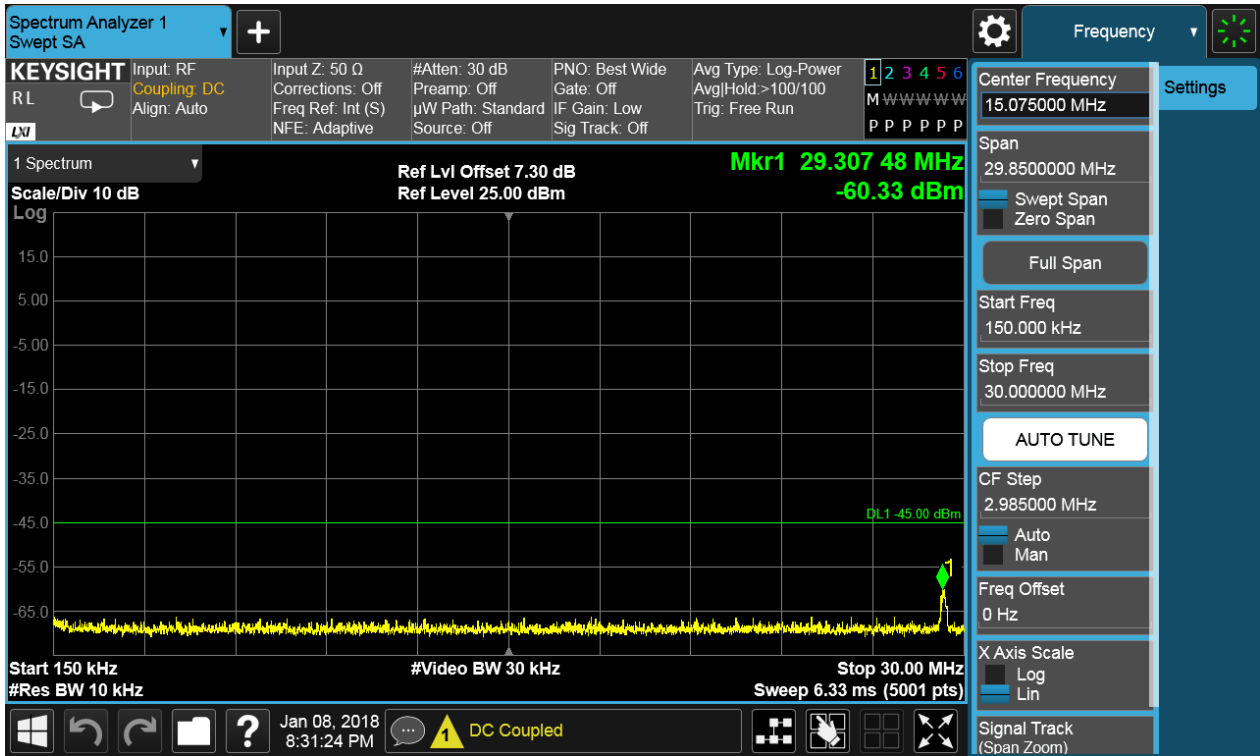 Spectrum Analyzer 1
Swept SA
+
Frequency
KEYSIGHT
RL
LXI
Input: RF
Coupling: DC
Align: Auto
Input Z: 50 Ω
Corrections: Off
Freq Ref: Int (S)
NFE: Adaptive
#Atten: 30 dB
Preamp: Off
µW Path: Standard
Source: Off
PNO: Best Wide
Gate: Off
IF Gain: Low
Sig Track: Off
Avg Type: Log-Power
Avg|Hold:>100/100
Trig: Free Run
1 2 3 4 5 6
M W W W W W
P P P P P P
1 Spectrum
Scale/Div 10 dB
Ref Lvl Offset 7.30 dB
Ref Level 25.00 dBm
Mkr1 29.307 48 MHz
-60.33 dBm
Log
15.0
5.00
-5.00
-15.0
-25.0
-35.0
-45.0
-55.0
-65.0
DL1 -45.00 dBm
1
Start 150 kHz
#Res BW 10 kHz
#Video BW 30 kHz
Stop 30.00 MHz
Sweep 6.33 ms (5001 pts)
Center Frequency
15.075000 MHz
Span
29.8500000 MHz
Swept Span
Zero Span
Full Span
Start Freq
150.000 kHz
Stop Freq
30.000000 MHz
AUTO TUNE
CF Step
2.985000 MHz
Auto
Man
Freq Offset
0 Hz
X Axis Scale
Log
Lin
Signal Track
(Span Zoom)
Settings
?
Jan 08, 2018
8:31:24 PM
1
DC Coupled